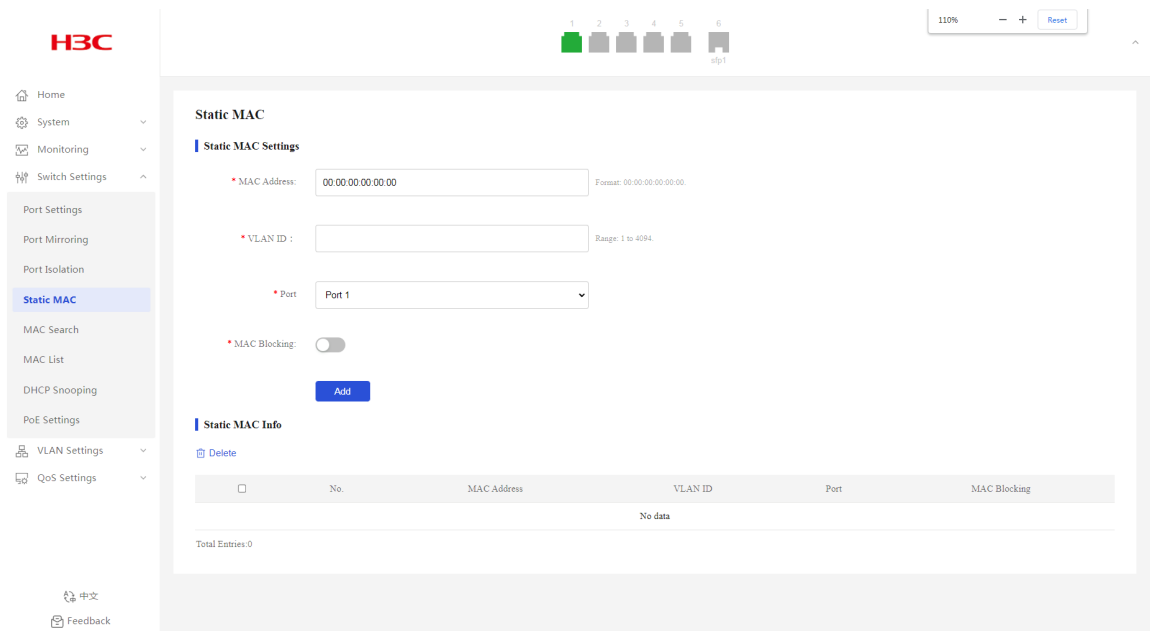 H3C
1 2 3 4 5 6
sfp1
110% − + Reset
Home
System
Monitoring
Switch Settings
Port Settings
Port Mirroring
Port Isolation
Static MAC
MAC Search
MAC List
DHCP Snooping
PoE Settings
VLAN Settings
QoS Settings
中文
Feedback
Static MAC
Static MAC Settings
* MAC Address: 00:00:00:00:00:00 Format: 00:00:00:00:00:00.
* VLAN ID： Range: 1 to 4094.
* Port Port 1
* MAC Blocking:
Add
Static MAC Info
Delete
No. MAC Address VLAN ID Port MAC Blocking
No data
Total Entries:0